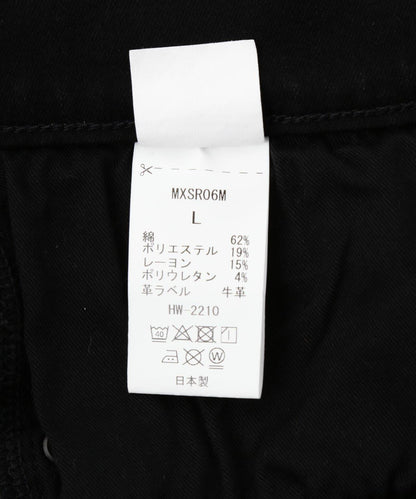 MXSR06M
L
綿 62%
ポリエステル 19%
レーヨン 15%
ポリウレタン 4%
革ラベル 牛革
HW-2210
40
W
日本製